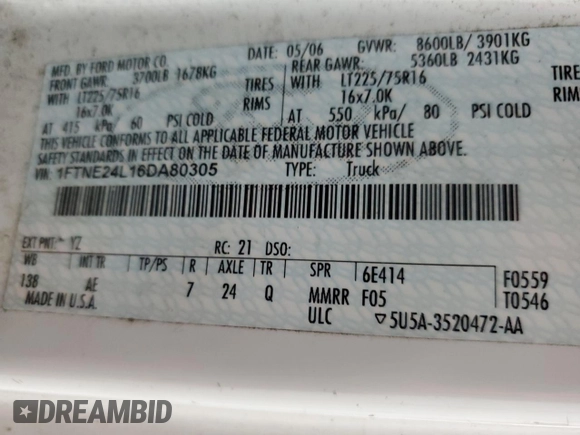 MFD. BY FORD MOTOR CO.
DATE: 05/06 GVWR: 8600LB/ 3901KG
FRONT GAWR: 3700LB 1678KG
REAR GAWR: 5360LB 2431KG
WITH LT225/75R16 TIRES
WITH LT225/75R16 TIRES
16x7.0K RIMS
16x7.0K RIMS
AT 415 kPa/ 60 PSI COLD
AT 550 kPa/ 80 PSI COLD
THIS VEHICLE CONFORMS TO ALL APPLICABLE FEDERAL MOTOR VEHICLE
SAFETY STANDARDS IN EFFECT ON THE DATE OF MANUFACTURE SHOWN ABOVE.
VIN: 1FTNE24L16DA80305 TYPE: Truck
EXT PNT: YZ RC: 21 DSO:
WB INT TR TP/PS R AXLE TR SPR 6E414 F0559
138 AE 7 24 Q MMRR F05 T0546
MADE IN U.S.A. ULC ▽5U5A-3520472-AA
DREAMBID